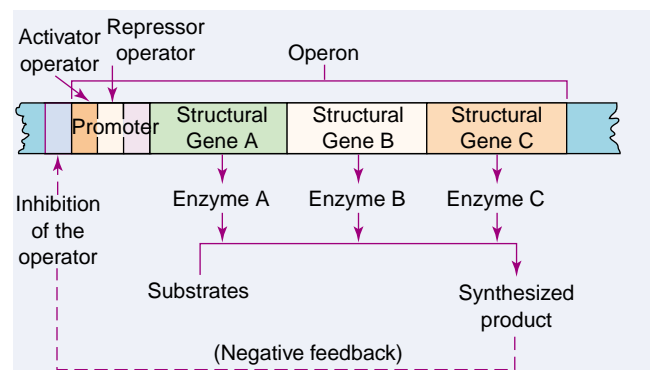 Activator
operator
Repressor
operator
Operon
Promoter
Structural
Gene A
Structural
Gene B
Structural
Gene C
Enzyme A
Enzyme B
Enzyme C
Inhibition
of the
operator
Substrates
Synthesized
product
(Negative feedback)